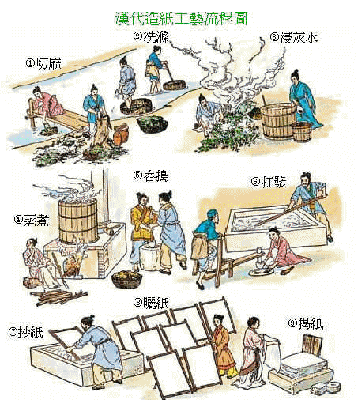 漢代造紙工藝流程圖
①切麻
②洗滌
③浸灰水
④蒸煮
⑤舂搗
⑥打漿
⑦抄紙
⑧曬紙
⑨揭紙